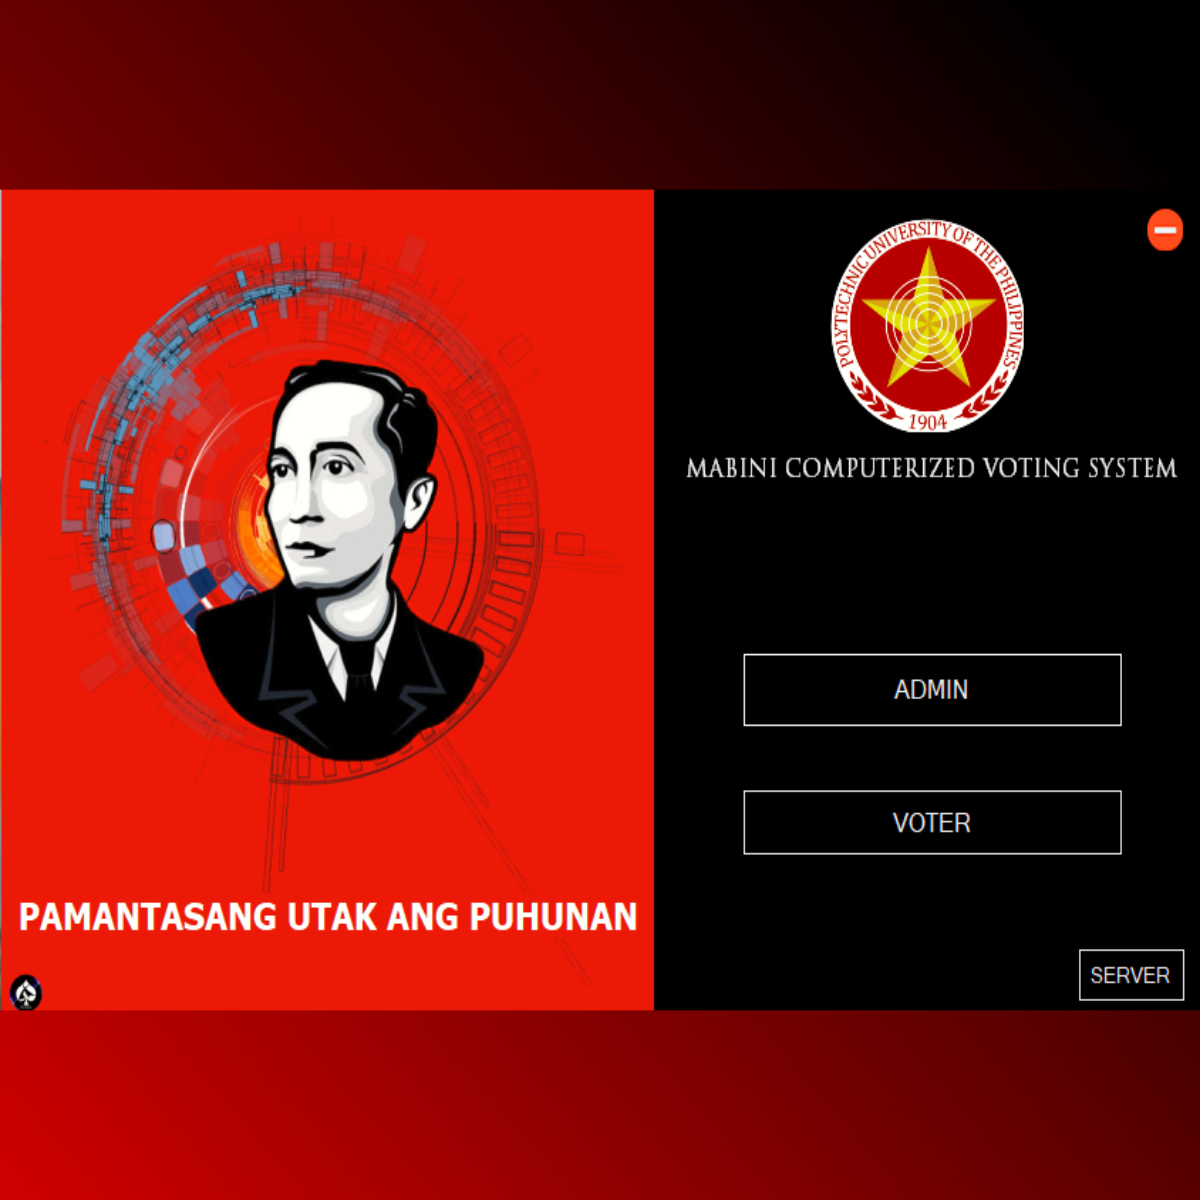 PAMANTASANG UTAK ANG PUHUNAN
POLYTECHNIC UNIVERSITY OF THE PHILIPPINES
1904
MABINI COMPUTERIZED VOTING SYSTEM
ADMIN
VOTER
SERVER